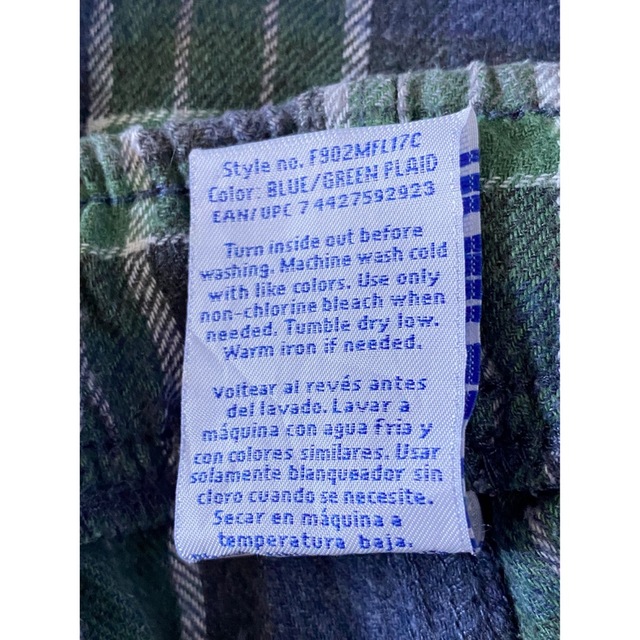 Style no. F902MFL17C
Color: BLUE/GREEN PLAID
EAN/UPC 7 4427592923
Turn inside out before
washing. Machine wash cold
with like colors. Use only
non-chlorine bleach when
needed. Tumble dry low.
Warm iron if needed.
Voltear al revés antes
del lavado. Lavar a
máquina con agua fria y
con colores similares. Usar
solamente blanqueador sin
cloro cuando se necesite.
Secar en máquina a
temperatura baja.